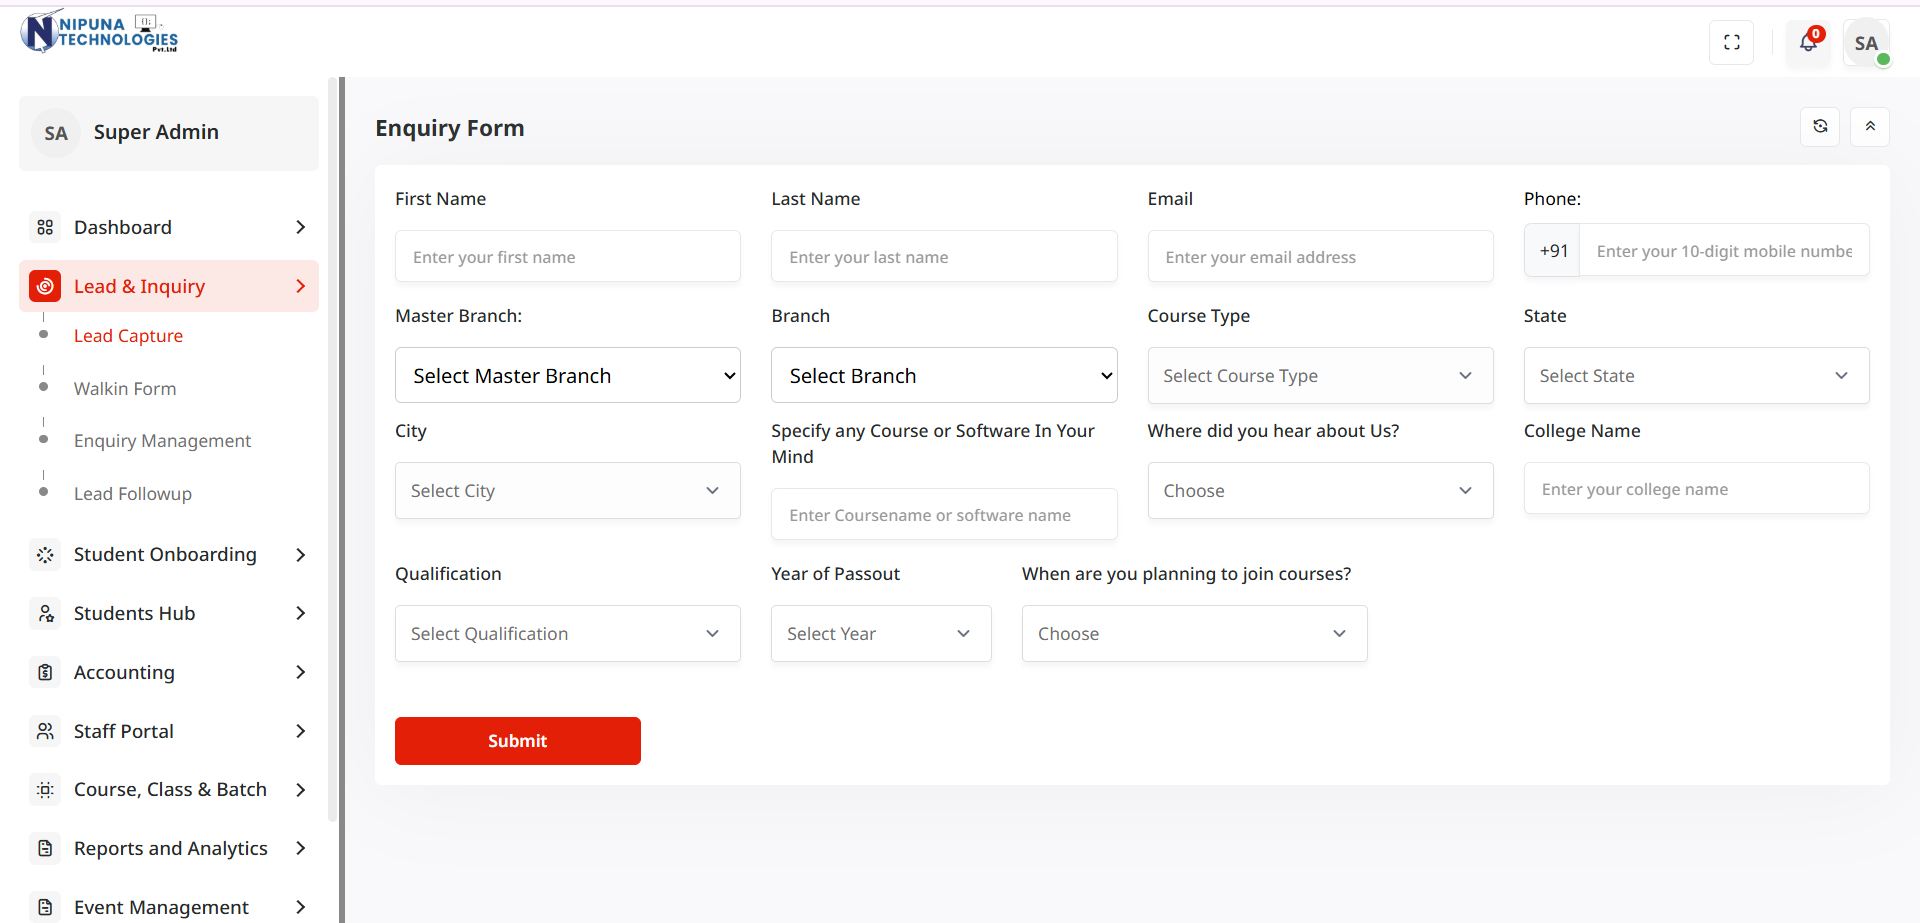 NIPUNA
TECHNOLOGIES
Pvt.Ltd
0
SA
SA
Super Admin
Dashboard
Lead & Inquiry
Lead Capture
Walkin Form
Enquiry Management
Lead Followup
Student Onboarding
Students Hub
Accounting
Staff Portal
Course, Class & Batch
Reports and Analytics
Event Management
Enquiry Form
First Name
Enter your first name
Last Name
Enter your last name
Email
Enter your email address
Phone:
+91
Enter your 10-digit mobile numbe
Master Branch:
Select Master Branch
Branch
Select Branch
Course Type
Select Course Type
State
Select State
City
Select City
Specify any Course or Software In Your
Mind
Enter Coursename or software name
Where did you hear about Us?
Choose
College Name
Enter your college name
Qualification
Select Qualification
Year of Passout
Select Year
When are you planning to join courses?
Choose
Submit